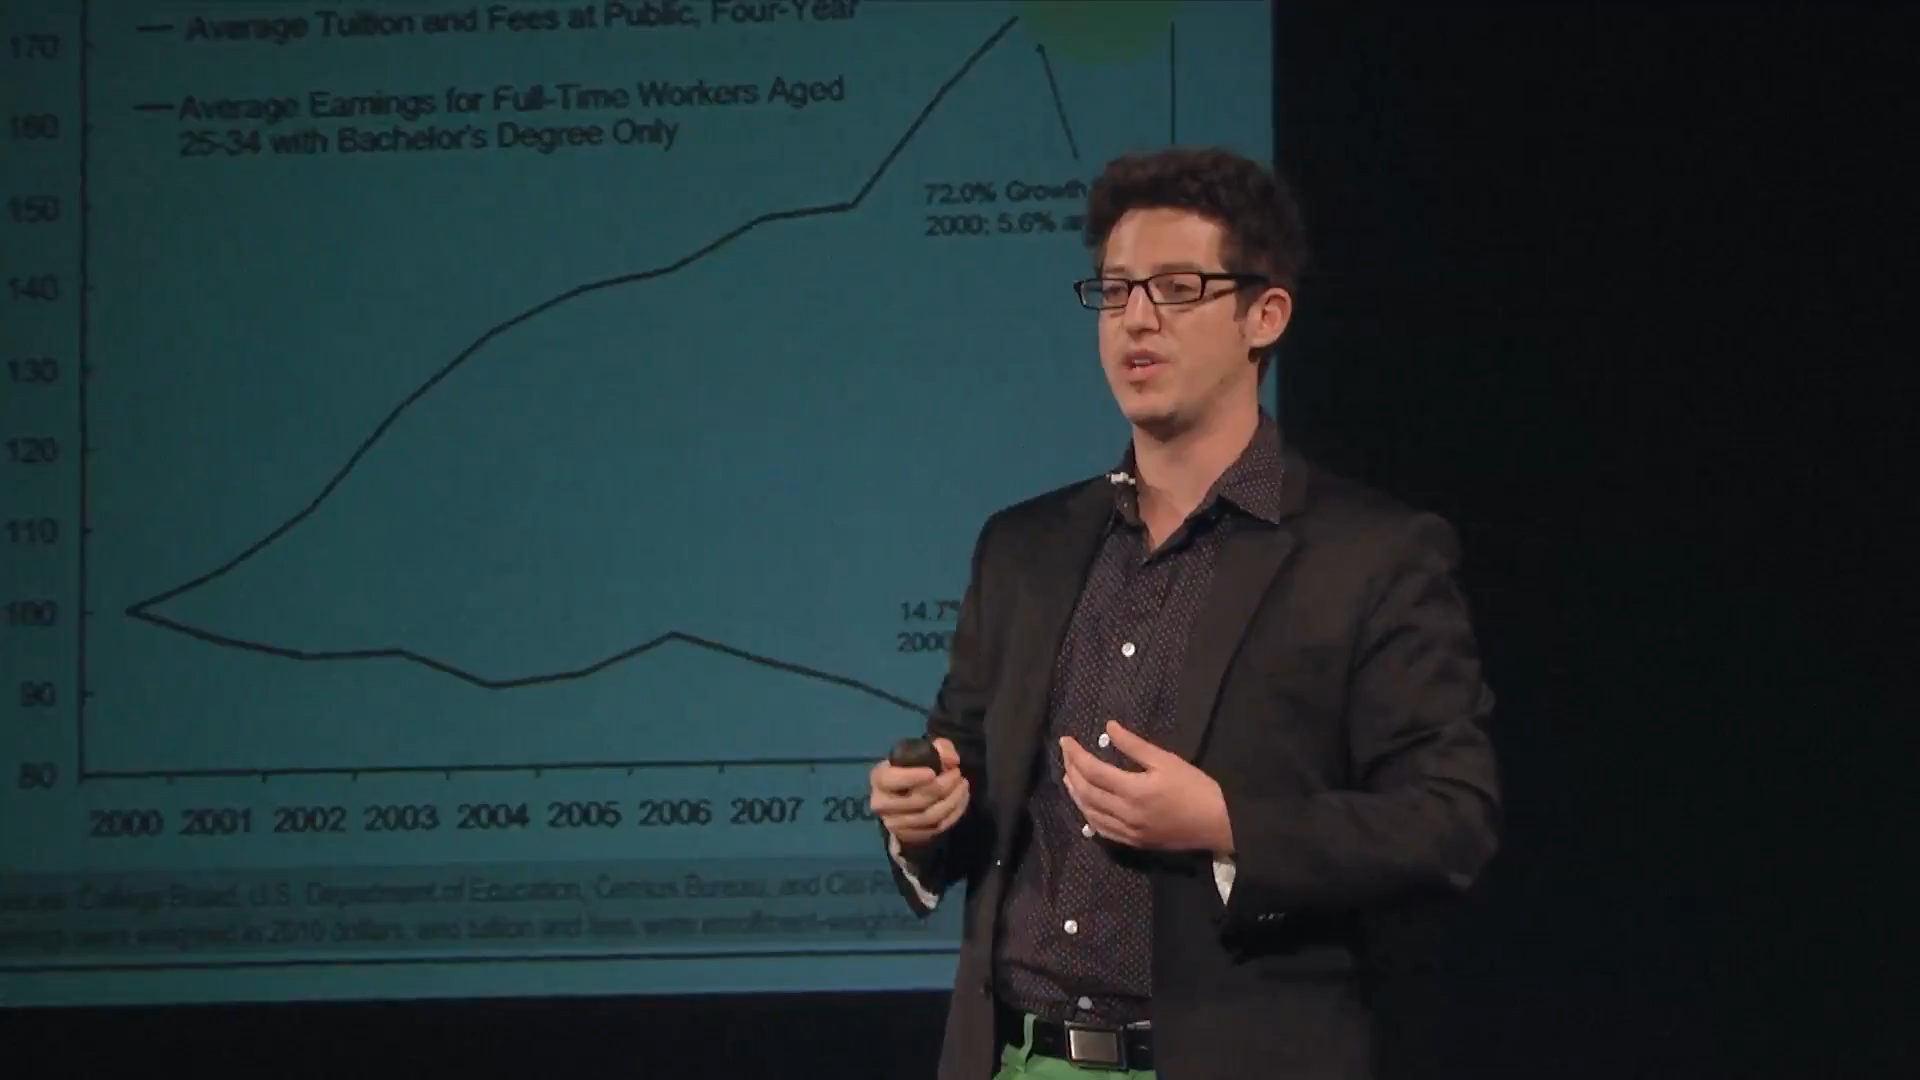 Average Tuition and Fees at Public, Four-Year
Average Earnings for Full-Time Workers Aged
25-34 with Bachelor's Degree Only
170
160
150
140
130
120
110
100
90
80
72.0% Growth
2000; 5.6%
14.7%
2000
2000 2001 2002 2003 2004 2005 2006 2007 200
College Board, U.S. Department of Education, Census Bureau, and
were weighted in 2010 dollars, and tuition and fees were enrollment-weighted